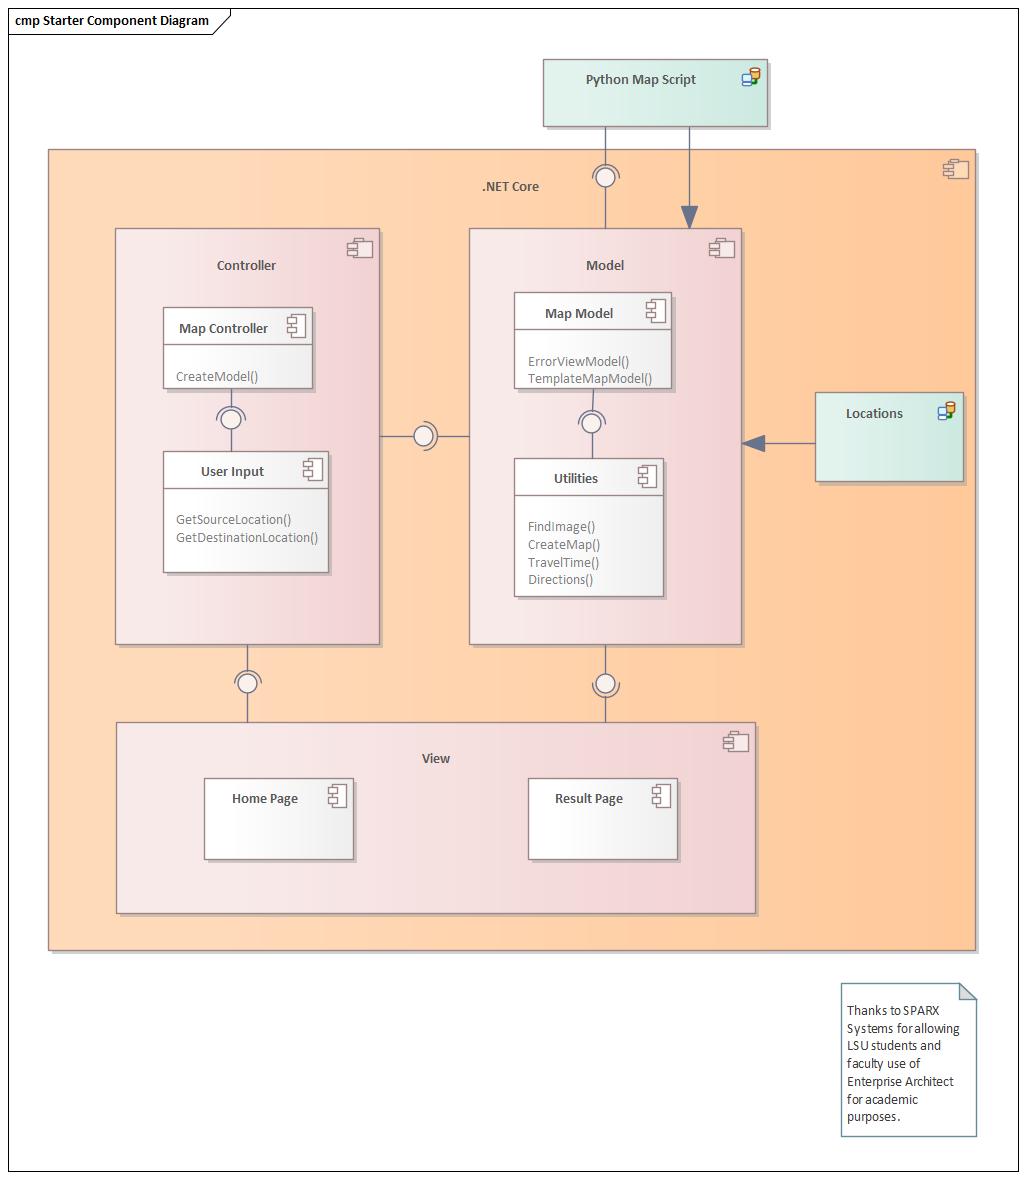 cmp Starter Component Diagram
Python Map Script
.NET Core
Controller
Map Controller
CreateModel()
User Input
GetSourceLocation()
GetDestinationLocation()
Model
Map Model
ErrorViewModel()
TemplateMapModel()
Utilities
FindImage()
CreateMap()
TravelTime()
Directions()
Locations
View
Home Page
Result Page
Thanks to SPARX
Systems for allowing
LSU students and
faculty use of
Enterprise Architect
for academic
purposes.